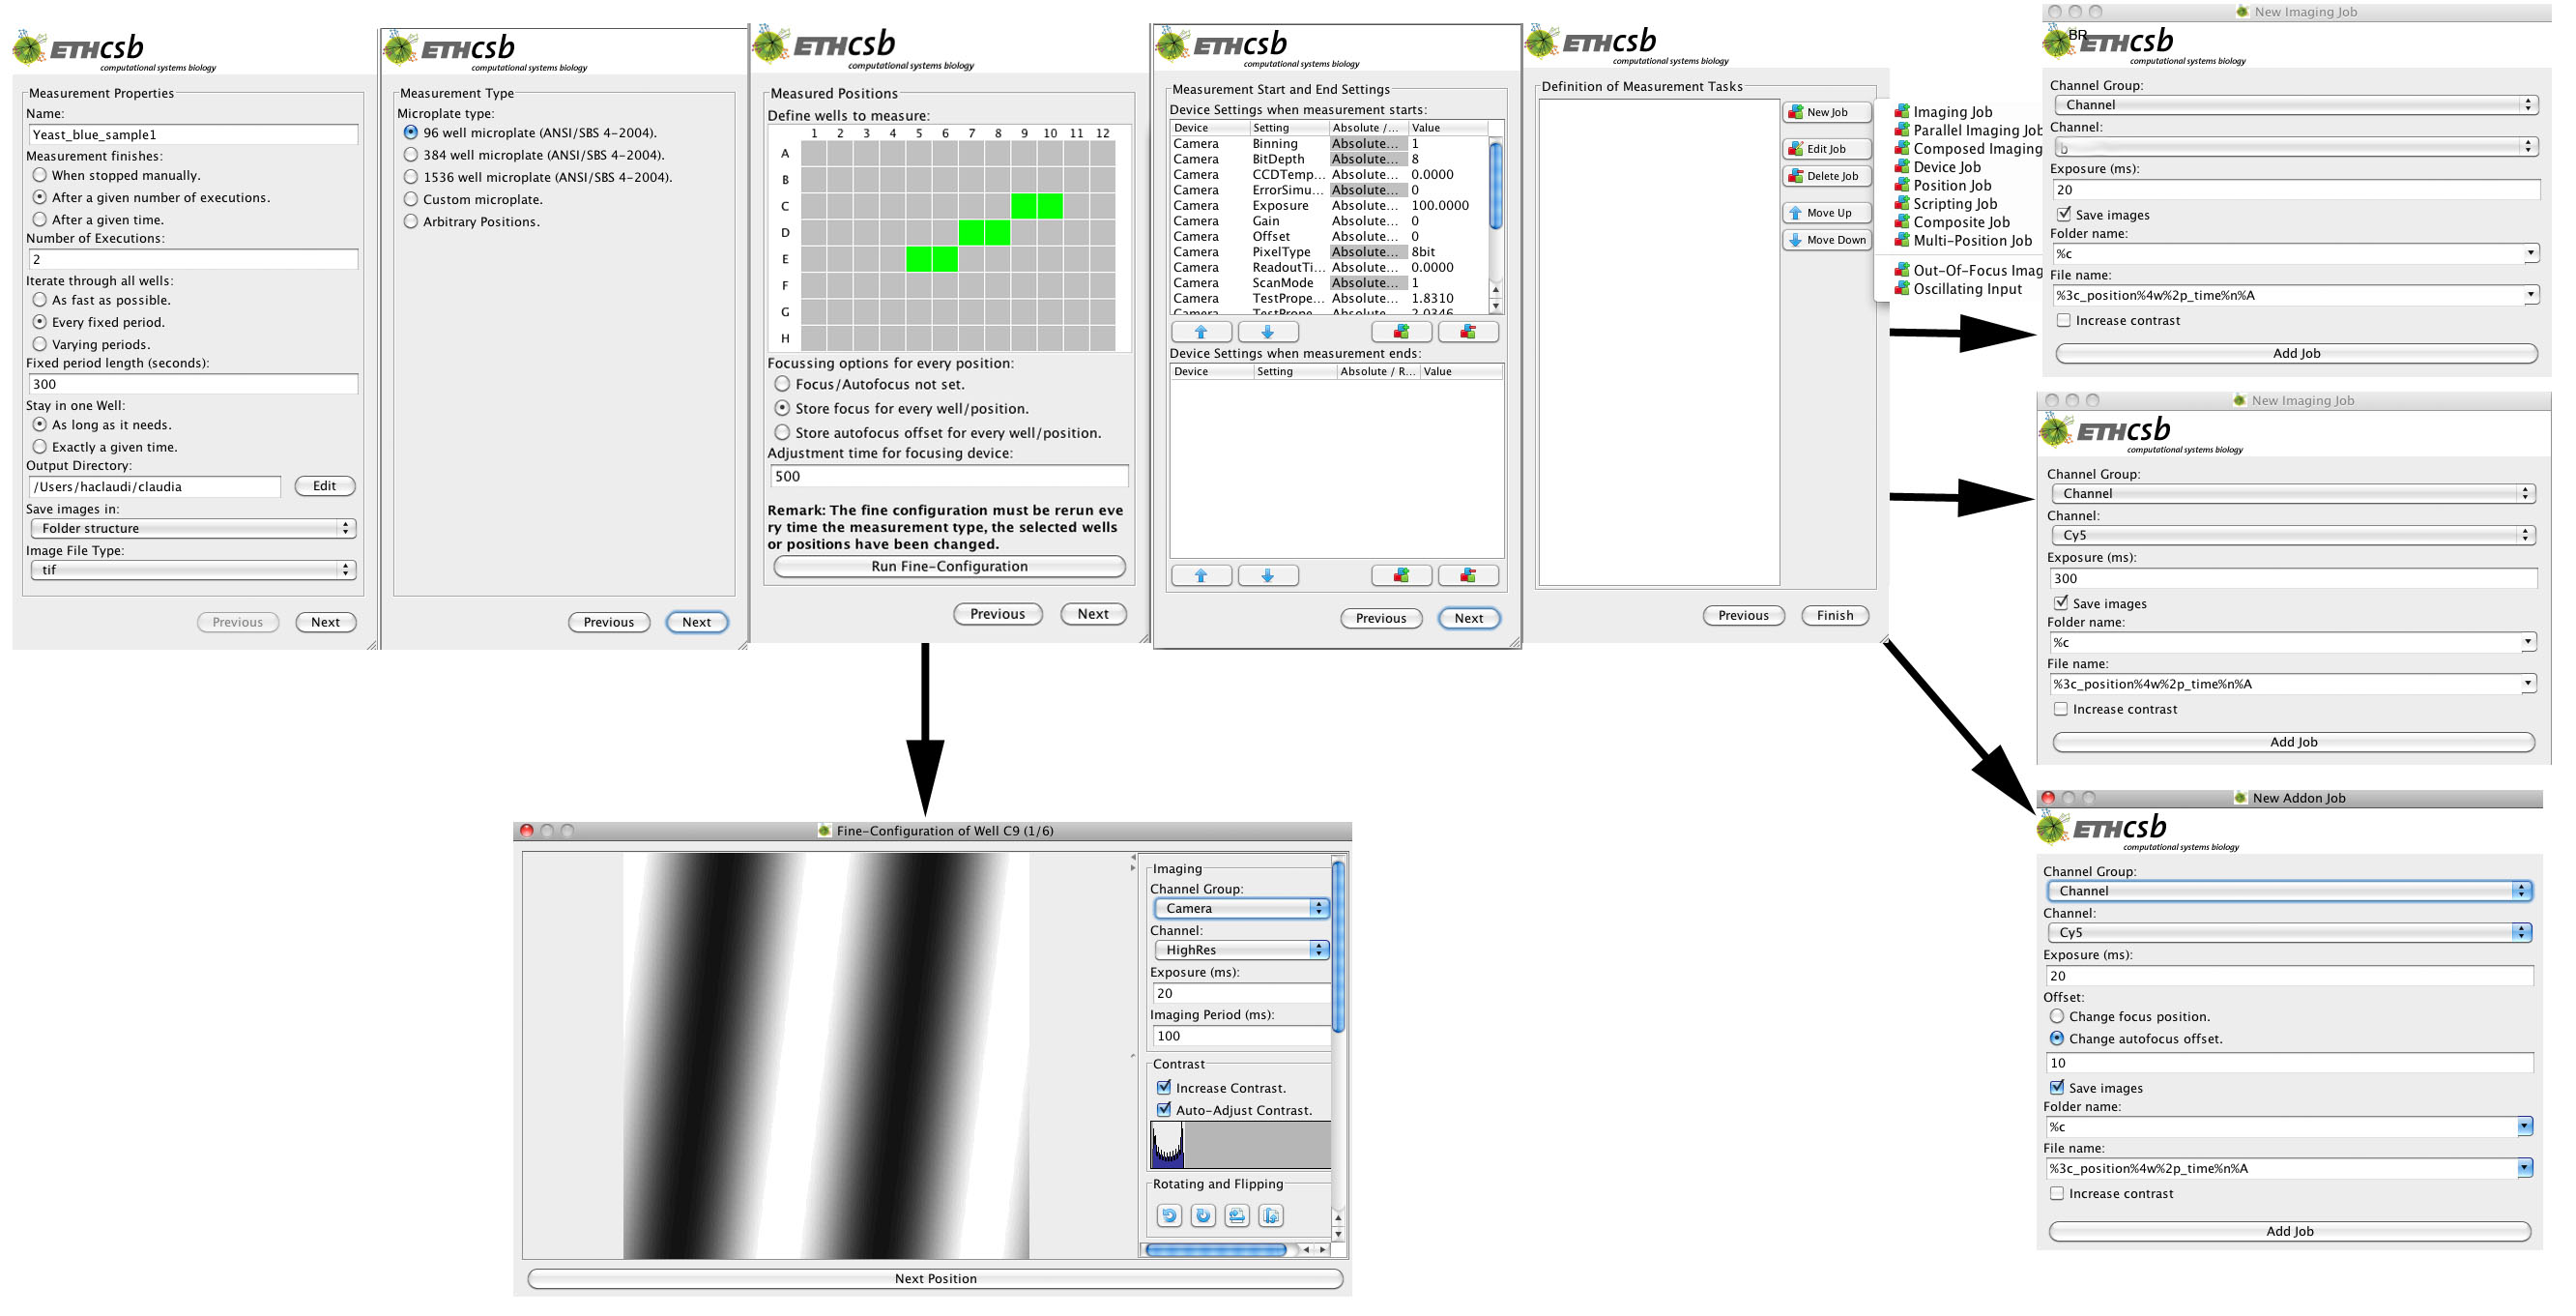 ETHcsb
computational systems biology
Measurement Properties
Name:
Yeast_blue_sample1
Measurement finishes:
When stopped manually.
After a given number of executions.
After a given time.
Number of Executions:
2
Iterate through all wells:
As fast as possible.
Every fixed period.
Varying periods.
Fixed period length (seconds):
300
Stay in one Well:
As long as it needs.
Exactly a given time.
Output Directory:
/Users/haclaudi/claudia
Edit
Save images in:
Folder structure
Image File Type:
tif
Previous
Next
ETHcsb
computational systems biology
Measurement Type
Microplate type:
96 well microplate (ANSI/SBS 4-2004).
384 well microplate (ANSI/SBS 4-2004).
1536 well microplate (ANSI/SBS 4-2004).
Custom microplate.
Arbitrary Positions.
Previous
Next
ETHcsb
computational systems biology
Measured Positions
Define wells to measure:
1 2 3 4 5 6 7 8 9 10 11 12
A
B
C
D
E
F
G
H
Focussing options for every position:
Focus/Autofocus not set.
Store focus for every well/position.
Store autofocus offset for every well/position.
Adjustment time for focusing device:
500
Remark: The fine configuration must be rerun eve
ry time the measurement type, the selected wells
or positions have been changed.
Run Fine-Configuration
Previous
Next
ETHcsb
computational systems biology
Measurement Start and End Settings
Device Settings when measurement starts:
Device Setting Absolute /... Value
Camera Binning Absolute... 1
Camera BitDepth Absolute... 8
Camera CCDTemp... Absolute... 0.0000
Camera ErrorSimu... Absolute... 0
Camera Exposure Absolute... 100.0000
Camera Gain Absolute... 0
Camera Offset Absolute... 0
Camera PixelType Absolute... 8bit
Camera ReadoutTi... Absolute... 0.0000
Camera ScanMode Absolute... 1
Camera TestPrope... Absolute... 1.8310
Camera TestPrope... Absolute... 2.0346
Device Settings when measurement ends:
Device Setting Absolute / R... Value
Previous
Next
ETHcsb
computational systems biology
Definition of Measurement Tasks
New Job
Edit Job
Delete Job
Move Up
Move Down
Imaging Job
Parallel Imaging Job
Composed Imaging
Device Job
Position Job
Scripting Job
Composite Job
Multi-Position Job
Out-Of-Focus Imag
Oscillating Input
Previous
Finish
New Imaging Job
BR
ETHcsb
computational systems biology
Channel Group:
Channel
Channel:
b
Exposure (ms):
20
Save images
Folder name:
%c
File name:
%3c_position%4w%2p_time%n%A
Increase contrast
Add Job
New Imaging Job
ETHcsb
computational systems biology
Channel Group:
Channel
Channel:
Cy5
Exposure (ms):
300
Save images
Folder name:
%c
File name:
%3c_position%4w%2p_time%n%A
Increase contrast
Add Job
New Addon Job
ETHcsb
computational systems biology
Channel Group:
Channel
Channel:
Cy5
Exposure (ms):
20
Offset:
Change focus position.
Change autofocus offset.
10
Save images
Folder name:
%c
File name:
%3c_position%4w%2p_time%n%A
Increase contrast
Add Job
Fine-Configuration of Well C9 (1/6)
Imaging
Channel Group:
Camera
Channel:
HighRes
Exposure (ms):
20
Imaging Period (ms):
100
Contrast
Increase Contrast.
Auto-Adjust Contrast.
Rotating and Flipping
Next Position